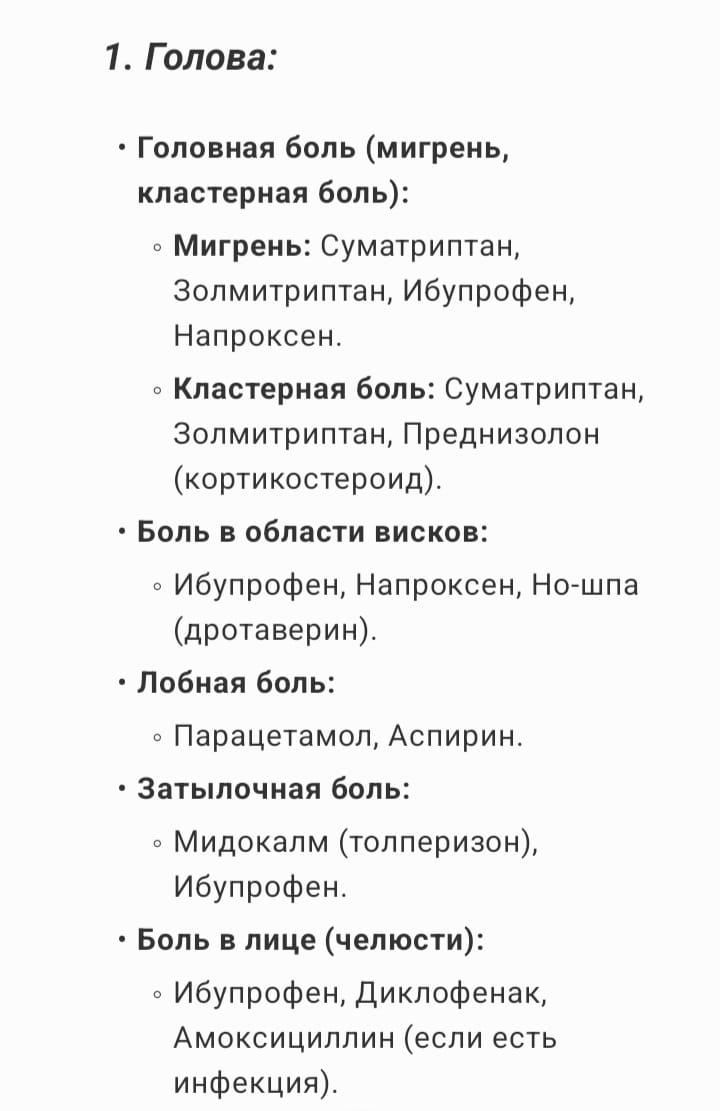 1. Голова:
• Головная боль (мигрень,
кластерная боль):
◦ Мигрень: Суматриптан,
Золмитриптан, Ибупрофен,
Напроксен.
◦ Кластерная боль: Суматриптан,
Золмитриптан, Преднизолон
(кортикостероид).
• Боль в области висков:
◦ Ибупрофен, Напроксен, Но-шпа
(дротаверин).
• Лобная боль:
◦ Парацетамол, Аспирин.
• Затылочная боль:
◦ Мидокалм (толперизон),
Ибупрофен.
• Боль в лице (челюсти):
◦ Ибупрофен, Диклофенак,
Амоксициллин (если есть
инфекция).